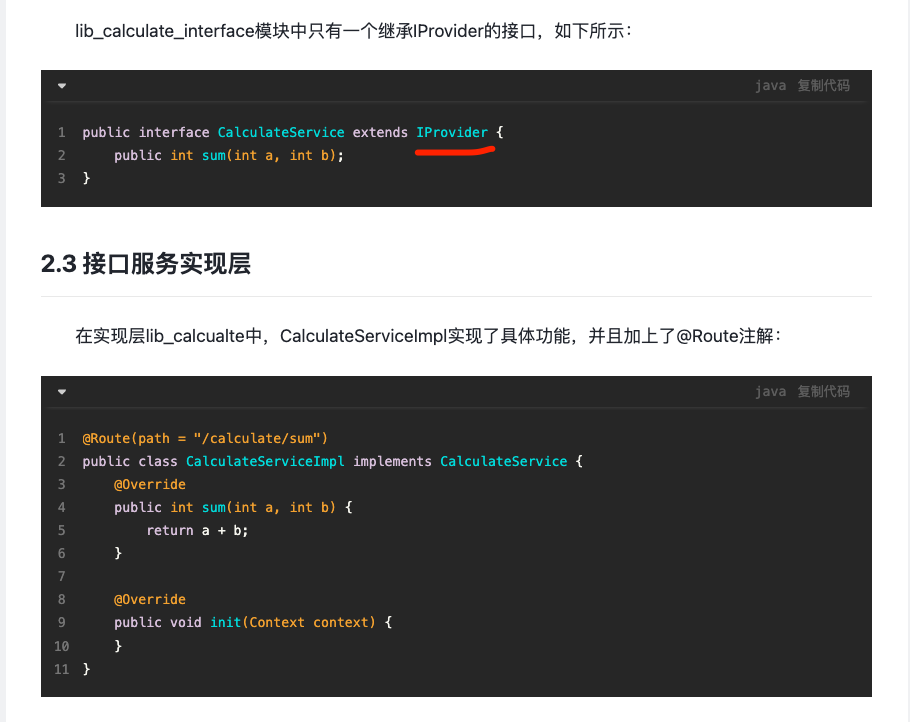 lib_calculate_interface模块中只有一个继承IProvider的接口，如下所示：
java 复制代码
1 public interface CalculateService extends IProvider {
2     public int sum(int a, int b);
3 }
2.3 接口服务实现层
在实现层lib_calcualte中，CalculateServiceImpl实现了具体功能，并且加上了@Route注解：
java 复制代码
1 @Route(path = "/calculate/sum")
2 public class CalculateServiceImpl implements CalculateService {
3     @Override
4     public int sum(int a, int b) {
5         return a + b;
6     }
7
8     @Override
9     public void init(Context context) {
10     }
11 }